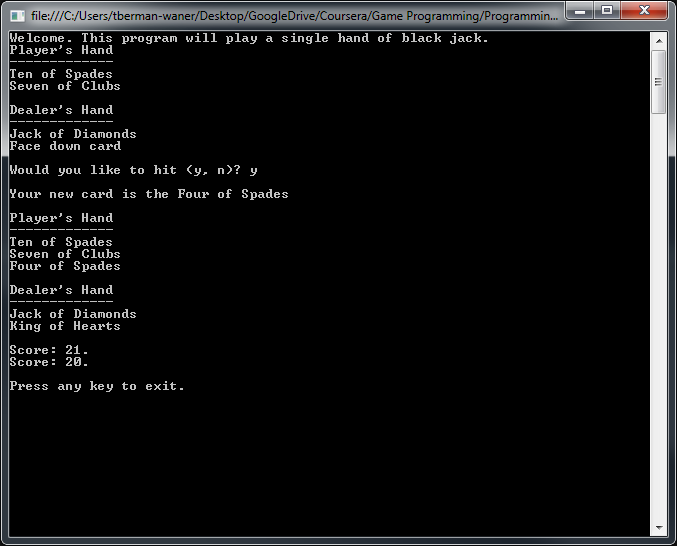 file:///C:/Users/tberman-waner/Desktop/GoogleDrive/Coursera/Game Programming/Programmin...
Welcome. This program will play a single hand of black jack.
Player's Hand
-------------
Ten of Spades
Seven of Clubs
Dealer's Hand
-------------
Jack of Diamonds
Face down card
Would you like to hit (y, n)? y
Your new card is the Four of Spades
Player's Hand
-------------
Ten of Spades
Seven of Clubs
Four of Spades
Dealer's Hand
-------------
Jack of Diamonds
King of Hearts
Score: 21.
Score: 20.
Press any key to exit.